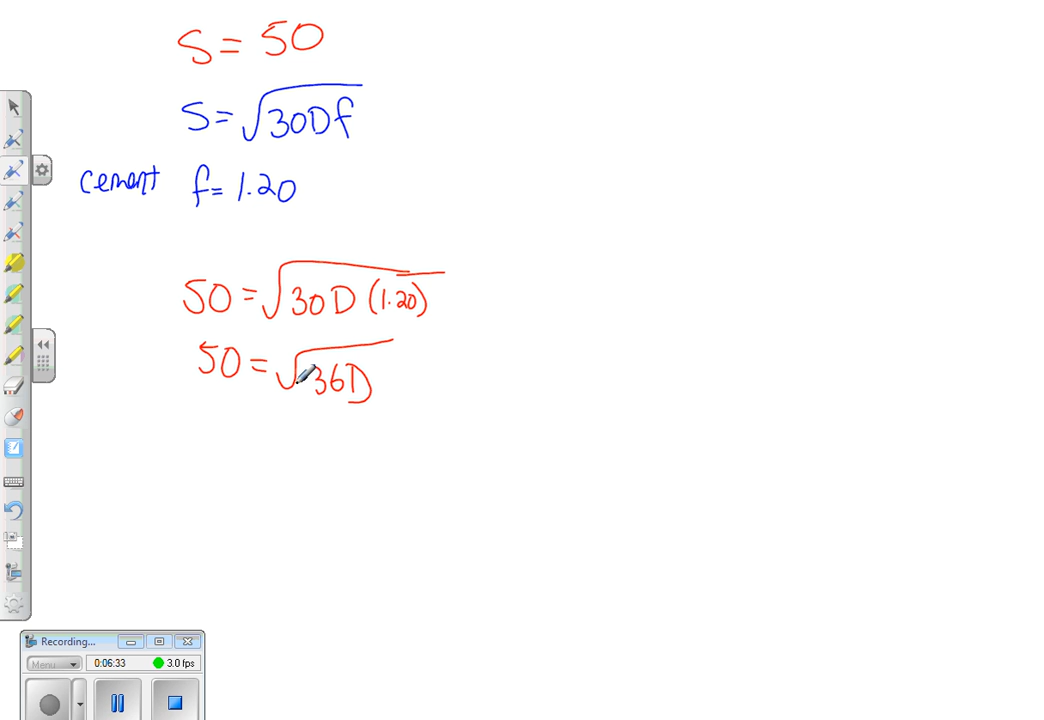 S = 50
S = √30Df
cement f = 1.20
50 = √30D (1.20)
50 = √36D
Recording...
Menu
0:06:33
3.0 fps